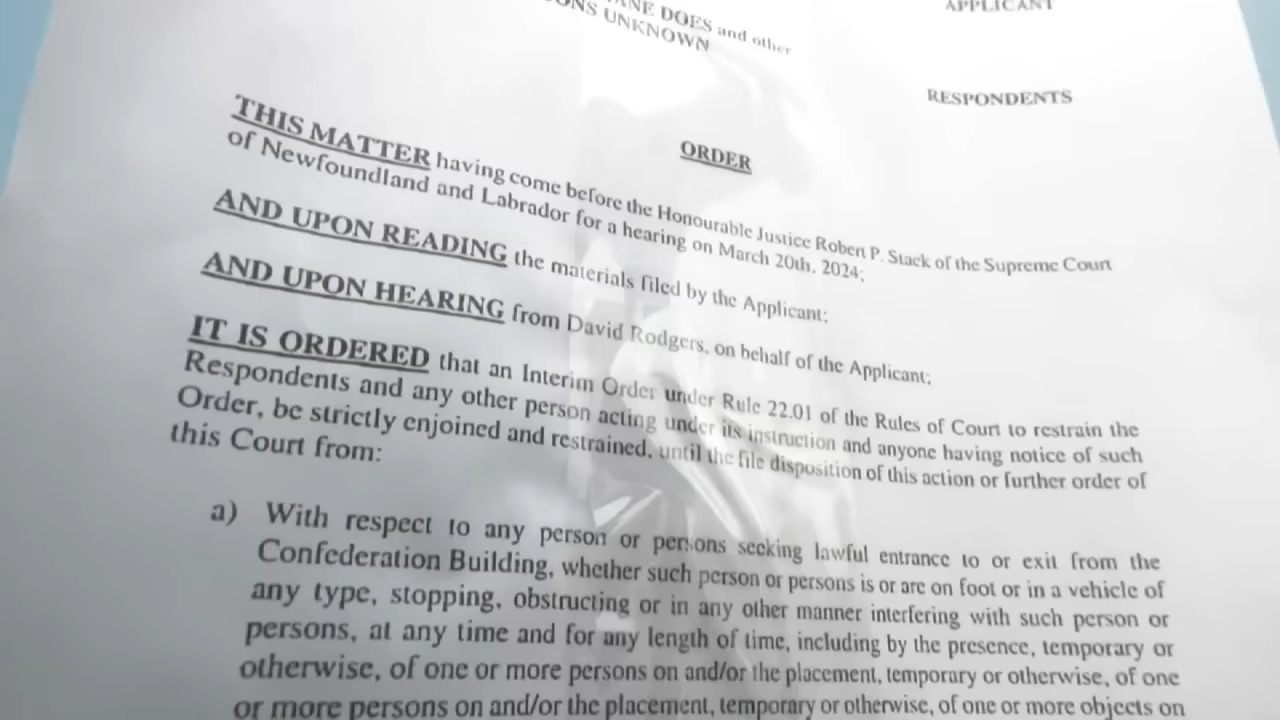 APPLICANT
DOES and other
UNKNOWN
RESPONDENTS
ORDER
THIS MATTER having come before the Honourable Justice Robert P. Stack of the Supreme Court
of Newfoundland and Labrador for a hearing on March 20th, 2024;
AND UPON READING the materials filed by the Applicant;
AND UPON HEARING from David Rodgers, on behalf of the Applicant;
IT IS ORDERED that an Interim Order under Rule 22.01 of the Rules of Court to restrain the
Respondents and any other person acting under its instruction and anyone having notice of such
Order, be strictly enjoined and restrained, until the file disposition of this action or further order of
this Court from:
a) With respect to any person or persons seeking lawful entrance to or exit from the
Confederation Building, whether such person or persons is or are on foot or in a vehicle of
any type, stopping, obstructing or in any other manner interfering with such person or
persons, at any time and for any length of time, including by the presence, temporary or
otherwise, of one or more persons on and/or the placement, temporary or otherwise, of one
or more persons on and/or the placement, temporary or otherwise, of one or more objects on